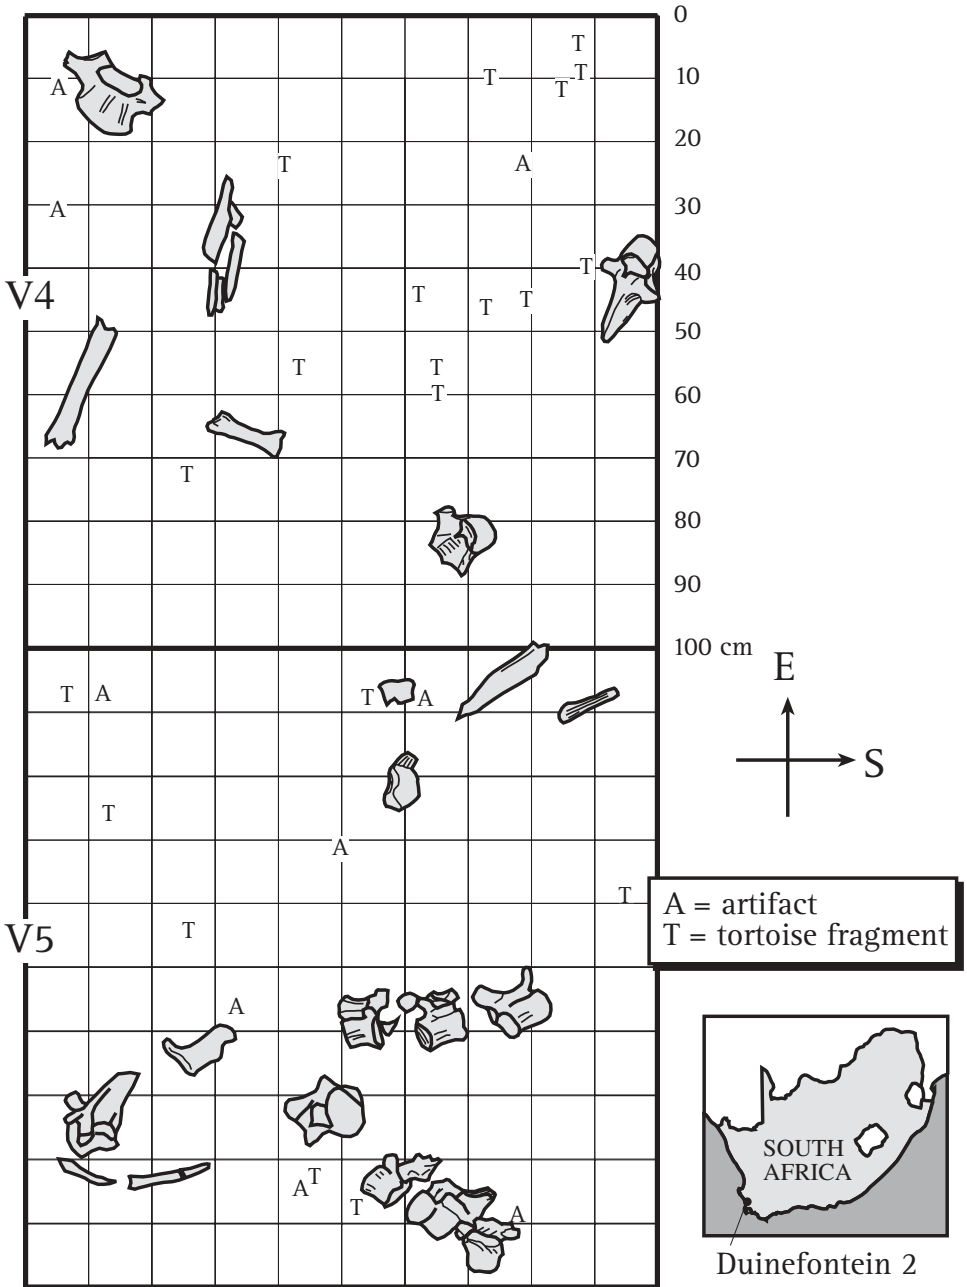 0
T
T
T
10
T
A
20
T
A
A
30
T
40
V4
T
T
T
50
T
T
T
60
70
T
80
90
100 cm
E
T
A
T
A
S
T
A
T
A = artifact
T = tortoise fragment
T
V5
A
SOUTH
AFRICA
T
A
T
A
Duinefontein 2